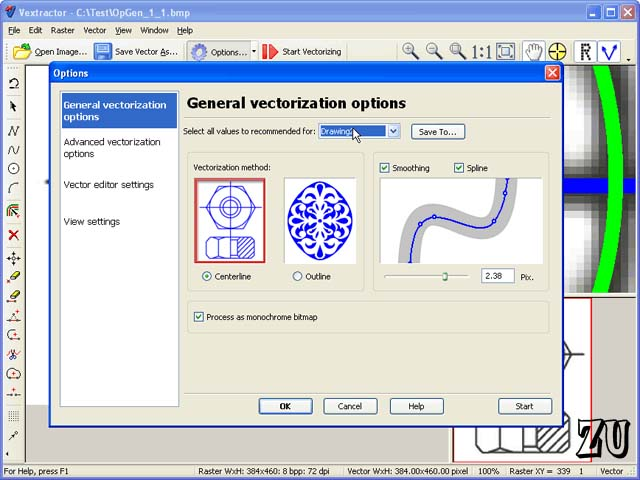 Vextractor - C:\Test\OpGen_1_1.bmp
File Edit Raster Vector View Window Help
Open Image... Save Vector As... Options... Start Vectorizing 1:1 R
Options
General vectorization options
Advanced vectorization options
Vector editor settings
View settings
General vectorization options
Select all values to recommended for: Drawing Save To...
Vectorization method:
Centerline Outline
Smoothing Spline
2.38 Pix.
Process as monochrome bitmap
OK Cancel Help Start
ZU
For Help, press F1 Raster WxH: 384x460: 8 bpp: 72 dpi Vector WxH: 384.00x460.00 pixel 100% Raster XY = 339 1 Vector